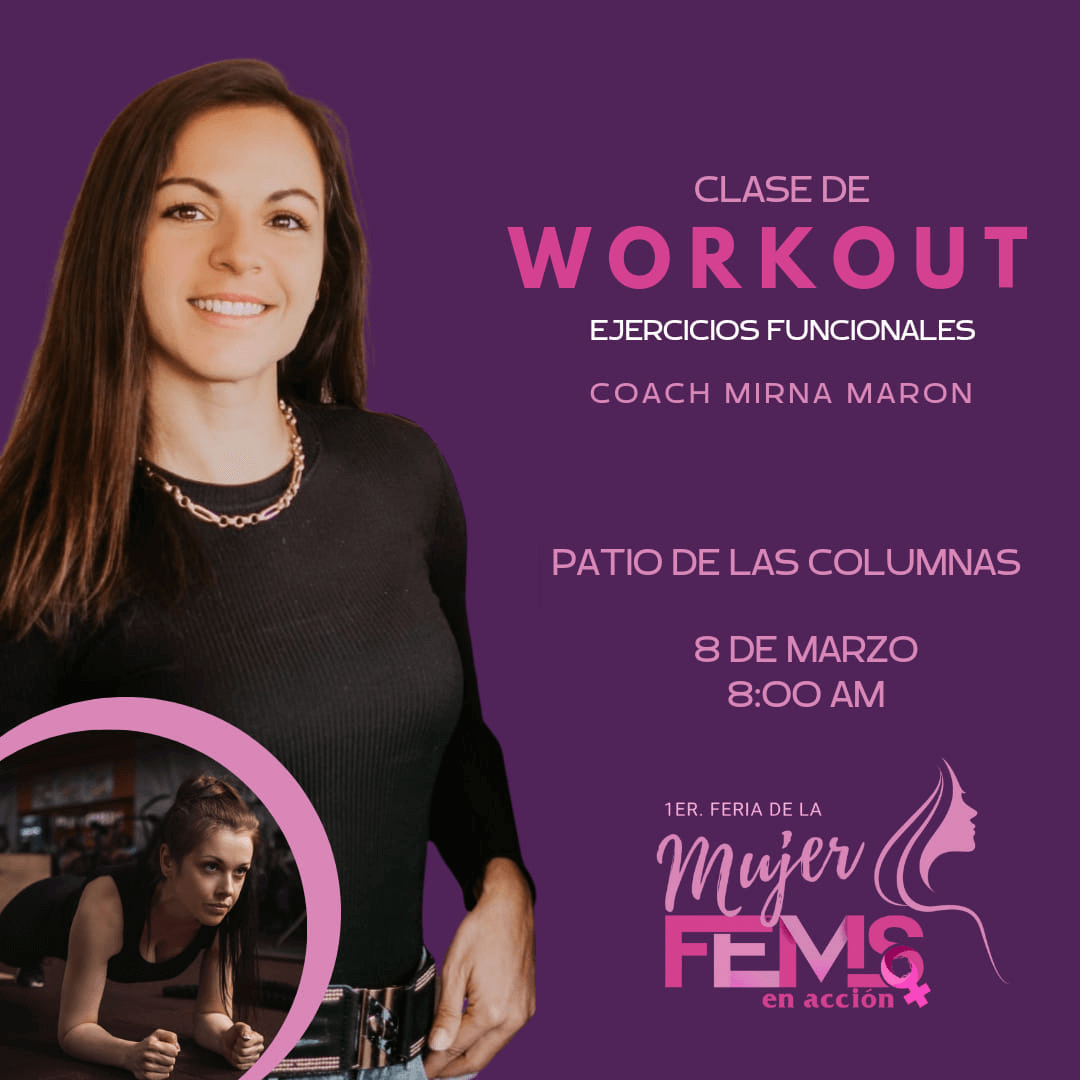 CLASE DE
WORKOUT
EJERCICIOS FUNCIONALES
COACH MIRNA MARON
PATIO DE LAS COLUMNAS
8 DE MARZO
8:00 AM
1ER. FERIA DE LA
Mujer
FEMS
en acción